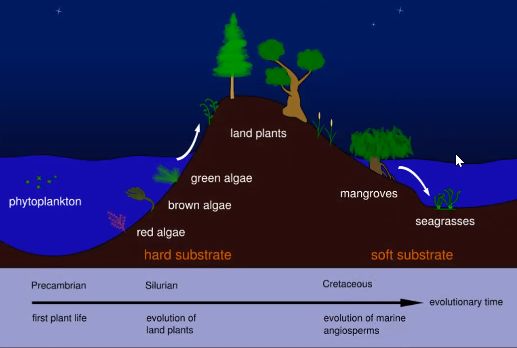 land plants
green algae
phytoplankton
brown algae
mangroves
seagrasses
red algae
hard substrate
soft substrate
Precambrian
Silurian
Cretaceous
evolutionary time
first plant life
evolution of
land plants
evolution of marine
angiosperms